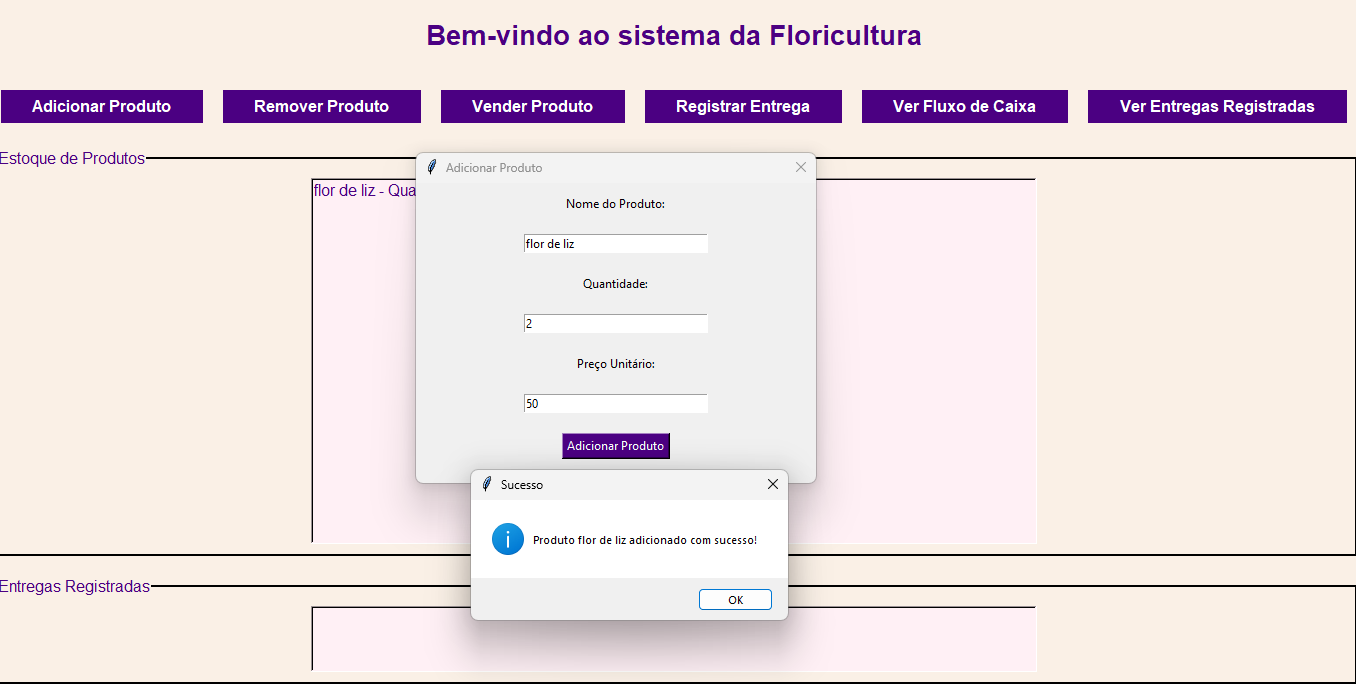 Bem-vindo ao sistema da Floricultura
Adicionar Produto
Remover Produto
Vender Produto
Registrar Entrega
Ver Fluxo de Caixa
Ver Entregas Registradas
Estoque de Produtos
flor de liz - Qua
Adicionar Produto
Nome do Produto:
flor de liz
Quantidade:
2
Preço Unitário:
50
Adicionar Produto
Sucesso
Produto flor de liz adicionado com sucesso!
OK
Entregas Registradas